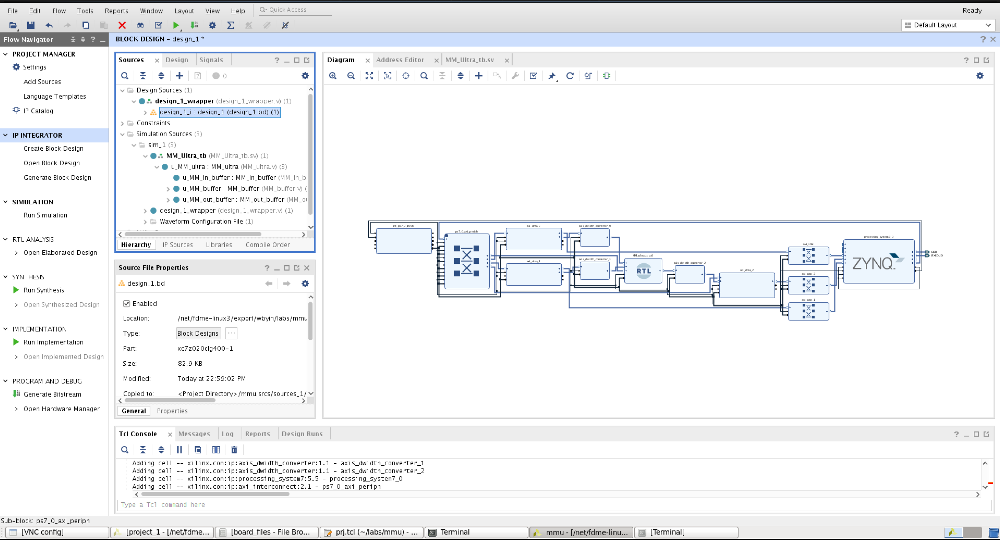 File Edit Flow Tools Reports Window Layout View Help Quick Access
Ready
Default Layout
Flow Navigator
BLOCK DESIGN - design_1 *
PROJECT MANAGER
Settings
Add Sources
Language Templates
IP Catalog
IP INTEGRATOR
Create Block Design
Open Block Design
Generate Block Design
SIMULATION
Run Simulation
RTL ANALYSIS
Open Elaborated Design
SYNTHESIS
Run Synthesis
Open Synthesized Design
IMPLEMENTATION
Run Implementation
Open Implemented Design
PROGRAM AND DEBUG
Generate Bitstream
Open Hardware Manager
Sources Design Signals
0
Design Sources (1)
design_1_wrapper (design_1_wrapper.v) (1)
design_1_i : design_1 (design_1.bd) (1)
Constraints
Simulation Sources (3)
sim_1 (3)
MM_Ultra_tb (MM_Ultra_tb.sv) (1)
u_MM_ultra : MM_ultra (MM_ultra.v) (3)
u_MM_in_buffer : MM_in_buffer (MM_in_b
u_MM_buffer : MM_buffer (MM_buffer.v) (
u_MM_out_buffer : MM_out_buffer (MM_ou
design_1_wrapper (design_1_wrapper.v) (1)
Waveform Configuration File (1)
Hierarchy IP Sources Libraries Compile Order
Source File Properties
design_1.bd
Enabled
Location: /net/fdme-linux3/export/wbyin/labs/mmu
Type: Block Designs ...
Part: xc7z020clg400-1
Size: 82.9 KB
Modified: Today at 22:59:02 PM
Copied to: <Project Directory>/mmu.srcs/sources_1/
General Properties
Diagram Address Editor MM_Ultra_tb.sv
ps7_0_axi_periph
axi_dma_0
axis_dwidth_converter_0
axi_dma_1
axis_dwidth_converter_1
MM_ultra_top_0
RTL
axis_dwidth_converter_2
axi_dma_2
axi_smc
axi_smc_2
axi_smc_1
processing_system7_0
ZYNQ
DDR
FIXED_IO
Tcl Console Messages Log Reports Design Runs
Adding cell -- xilinx.com:ip:axis_dwidth_converter:1.1 - axis_dwidth_converter_1
Adding cell -- xilinx.com:ip:axis_dwidth_converter:1.1 - axis_dwidth_converter_2
Adding cell -- xilinx.com:ip:processing_system7:5.5 - processing_system7_0
Adding cell -- xilinx.com:ip:axi_interconnect:2.1 - ps7_0_axi_periph
Type a Tcl command here
Sub-block: ps7_0_axi_periph
[VNC config] [project_1 - [/net/fdme... [board_files - File Bro... prj.tcl (~/labs/mmu) - ... Terminal mmu - [/net/fdme-linu... [Terminal]